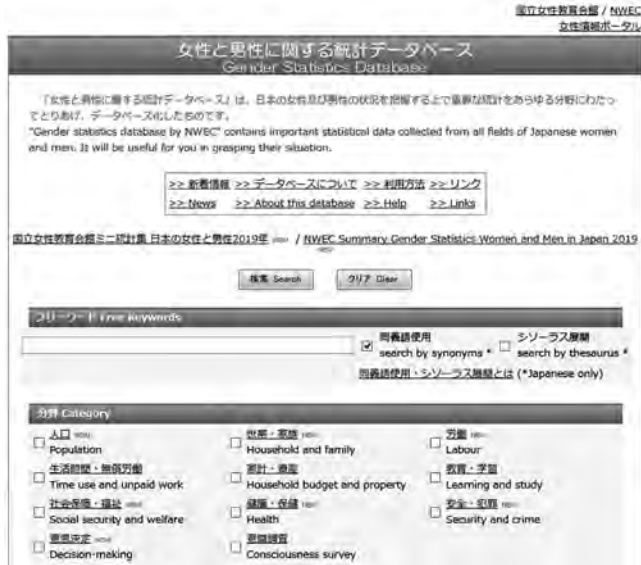 国立女性教育会館 / NWEC
女性情報ポータル
女性と男性に関する統計データベース
Gender Statistics Database
「女性と男性に関する統計データベース」は、日本の女性及び男性の状況を把握する上で重要な統計をあらゆる分野にわたっ
てとりあげ、データベース化したものです。
"Gender statistics database by NWEC" contains important statistical data collected from all fields of Japanese women
and men. It will be useful for you in grasping their situation.
>> 新着情報 >> データベースについて >> 利用方法 >> リンク
>> News >> About this database >> Help >> Links
国立女性教育会館ミニ統計集 日本の女性と男性2019年 / NWEC Summary Gender Statistics Women and Men in Japan 2019
検索 Search クリア Clear
フリーワード Free Keywords
同義語使用 シソーラス展開
search by synonyms * search by thesaurus *
同義語使用・シソーラス展開とは (*Japanese only)
分野 Category
人口 世帯・家族 労働
Population Household and family Labour
生活時間・無償労働 家計・資産 教育・学習
Time use and unpaid work Household budget and property Learning and study
社会保障・福祉 健康・保健 安全・犯罪
Social security and welfare Health Security and crime
意思決定 意識調査
Decision-making Consciousness survey